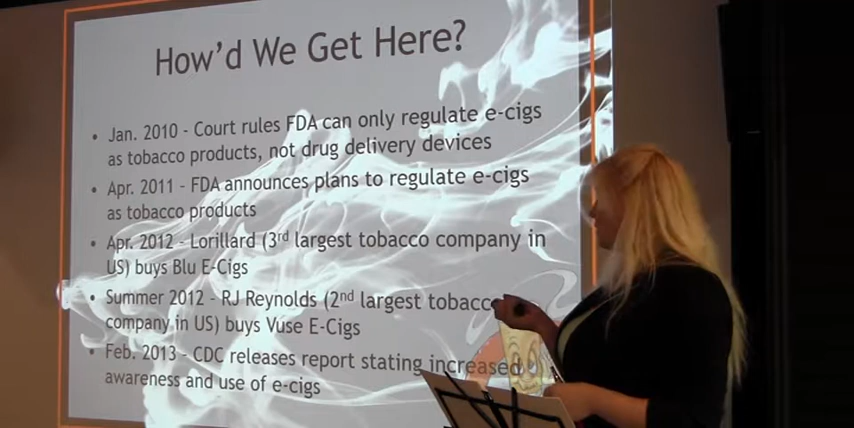 How'd We Get Here?
• Jan. 2010 - Court rules FDA can only regulate e-cigs
as tobacco products, not drug delivery devices
• Apr. 2011 - FDA announces plans to regulate e-cigs
as tobacco products
• Apr. 2012 - Lorillard (3rd largest tobacco company in
US) buys Blu E-Cigs
• Summer 2012 - RJ Reynolds (2nd largest tobacco
company in US) buys Vuse E-Cigs
• Feb. 2013 - CDC releases report stating increased
awareness and use of e-cigs